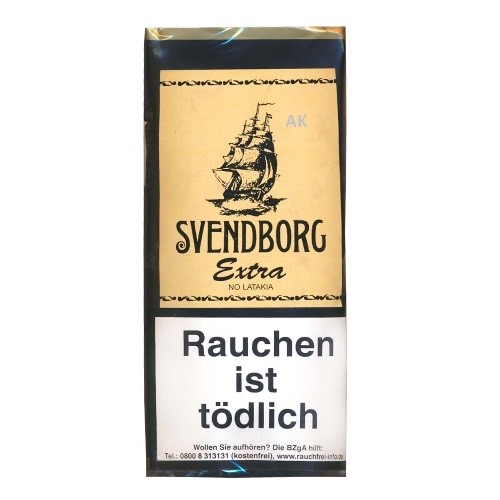 AK
SVENDBORG
Extra
NO LATAKIA
Rauchen
ist
tödlich
Wollen Sie aufhören? Die BZgA hilft:
Tel.: 0800 8 313131 (kostenfrei), www.rauchfrei-info.de